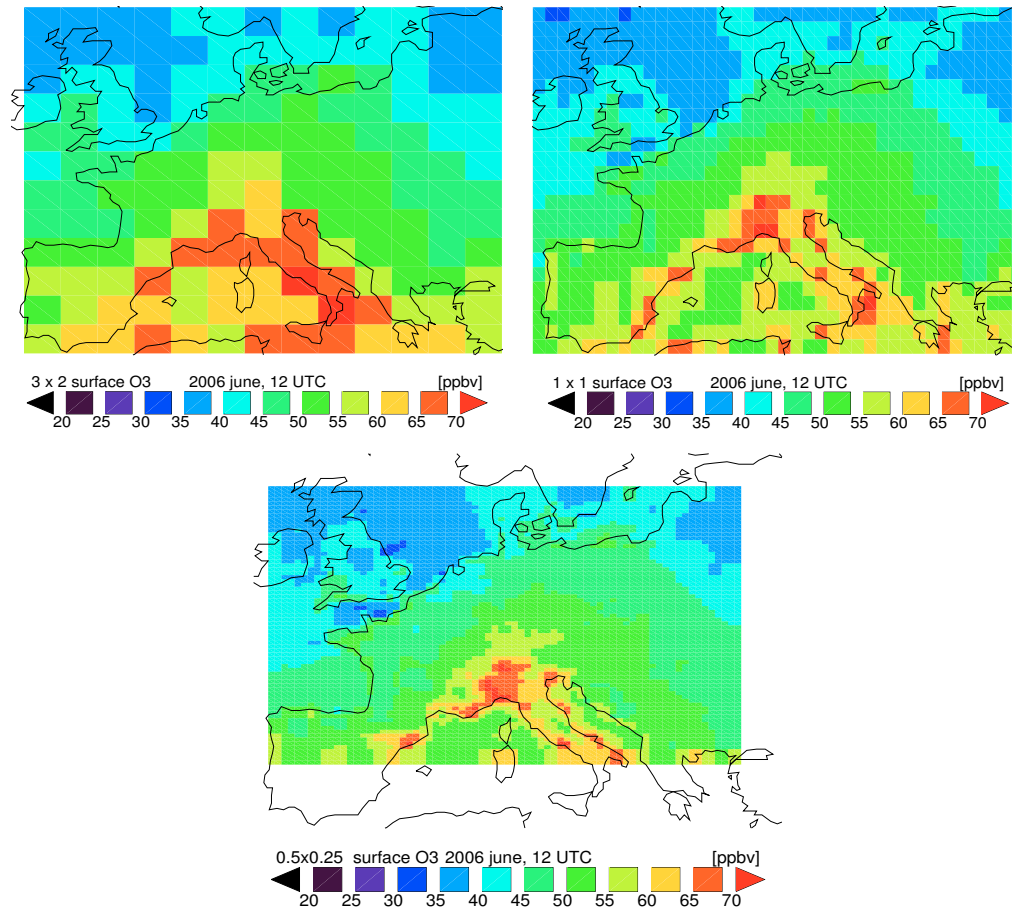 3 x 2 surface O3 2006 june, 12 UTC [ppbv]
20 25 30 35 40 45 50 55 60 65 70
1 x 1 surface O3 2006 june, 12 UTC [ppbv]
20 25 30 35 40 45 50 55 60 65 70
0.5x0.25 surface O3 2006 june, 12 UTC [ppbv]
20 25 30 35 40 45 50 55 60 65 70